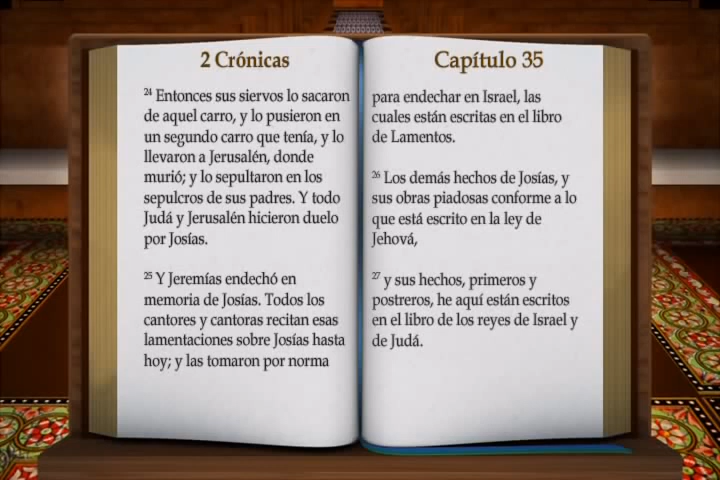 2 Crónicas
24 Entonces sus siervos lo sacaron
de aquel carro, y lo pusieron en
un segundo carro que tenía, y lo
llevaron a Jerusalén, donde
murió; y lo sepultaron en los
sepulcros de sus padres. Y todo
Judá y Jerusalén hicieron duelo
por Josías.
25 Y Jeremías endechó en
memoria de Josías. Todos los
cantores y cantoras recitan esas
lamentaciones sobre Josías hasta
hoy; y las tomaron por norma
Capítulo 35
para endechar en Israel, las
cuales están escritas en el libro
de Lamentos.
26 Los demás hechos de Josías, y
sus obras piadosas conforme a lo
que está escrito en la ley de
Jehová,
27 y sus hechos, primeros y
postreros, he aquí están escritos
en el libro de los reyes de Israel y
de Judá.